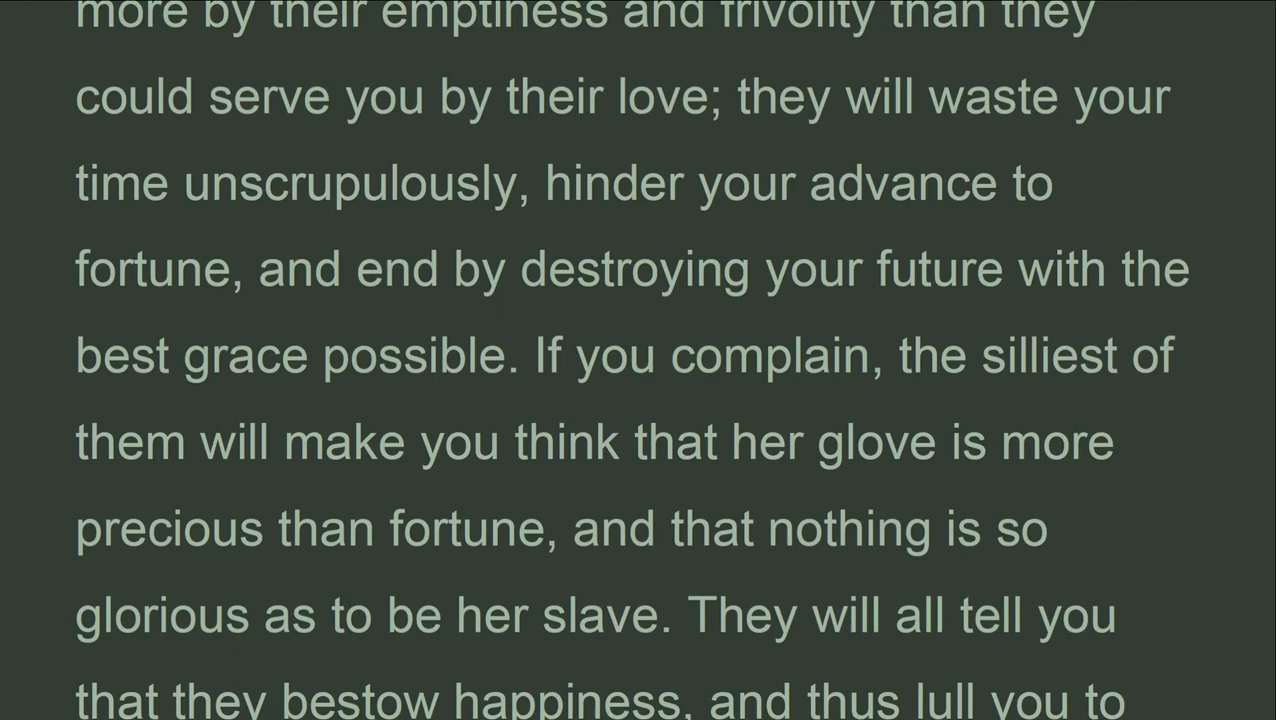 more by their emptiness and frivolity than they
could serve you by their love; they will waste your
time unscrupulously, hinder your advance to
fortune, and end by destroying your future with the
best grace possible. If you complain, the silliest of
them will make you think that her glove is more
precious than fortune, and that nothing is so
glorious as to be her slave. They will all tell you
that they bestow happiness, and thus lull you to